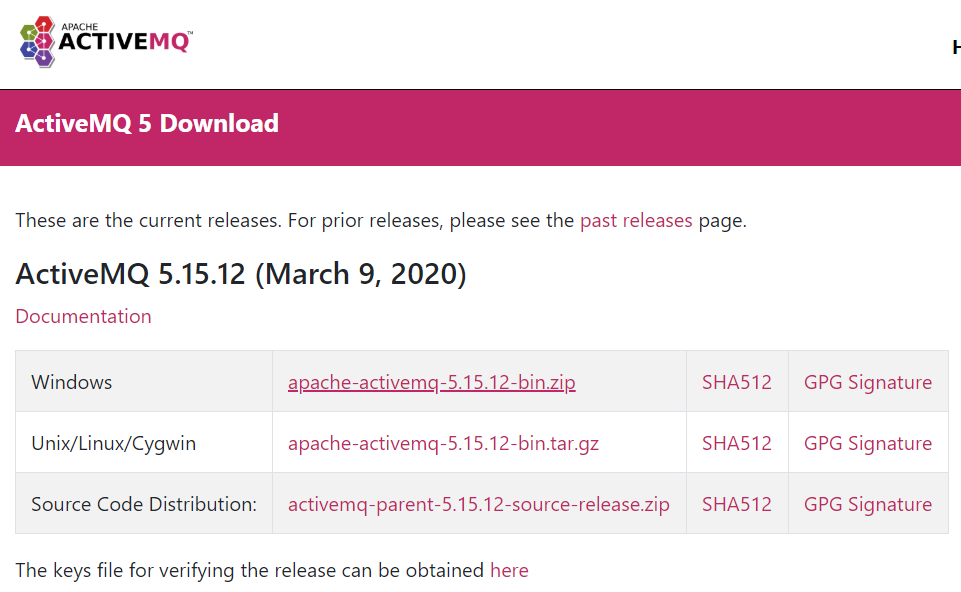 APACHE
ACTIVEMQ™
H
ActiveMQ 5 Download
These are the current releases. For prior releases, please see the past releases page.
ActiveMQ 5.15.12 (March 9, 2020)
Documentation
Windows apache-activemq-5.15.12-bin.zip SHA512 GPG Signature
Unix/Linux/Cygwin apache-activemq-5.15.12-bin.tar.gz SHA512 GPG Signature
Source Code Distribution: activemq-parent-5.15.12-source-release.zip SHA512 GPG Signature
The keys file for verifying the release can be obtained here